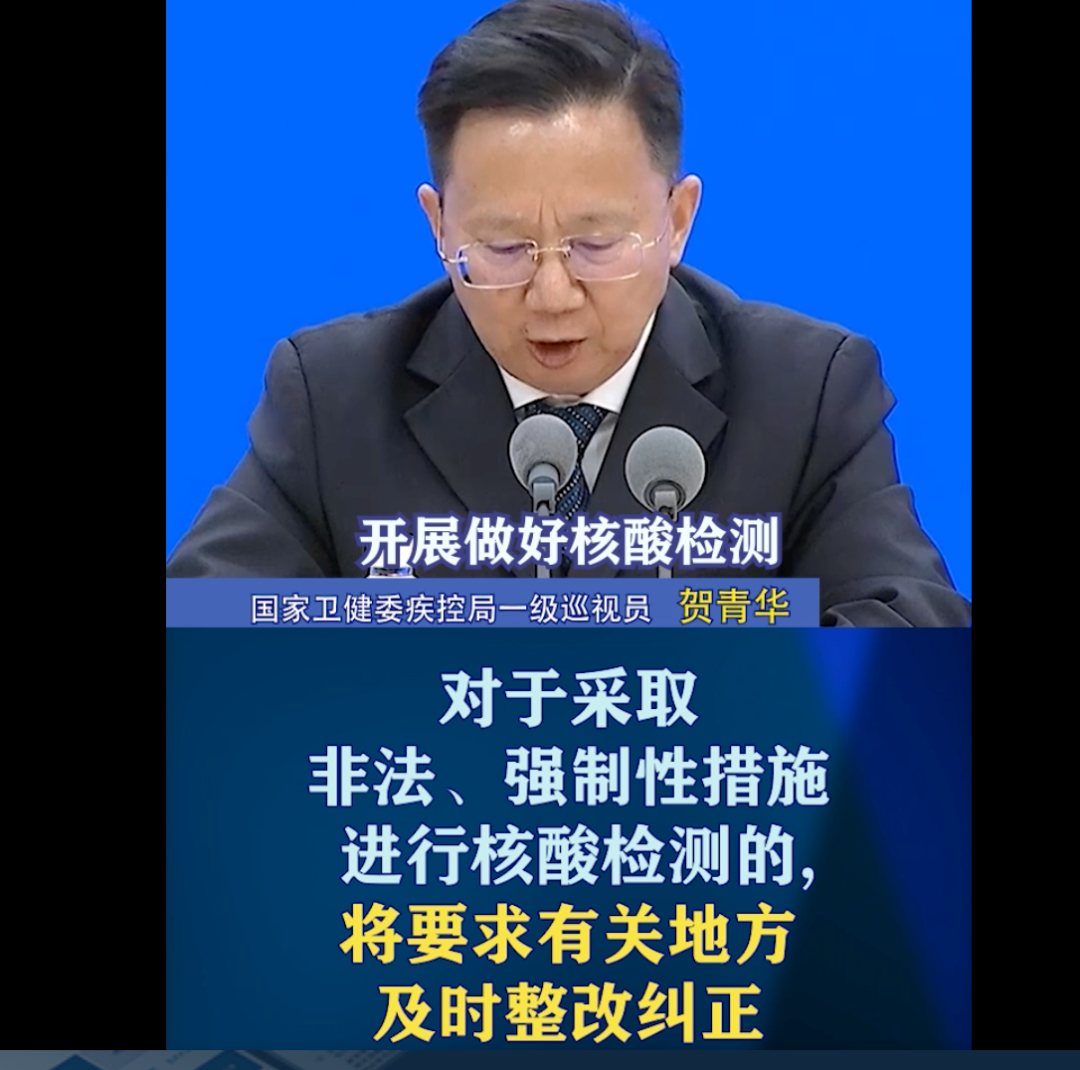 开展做好核酸检测
国家卫健委疾控局一级巡视员 贺青华
对于采取
非法、强制性措施
进行核酸检测的,
将要求有关地方
及时整改纠正